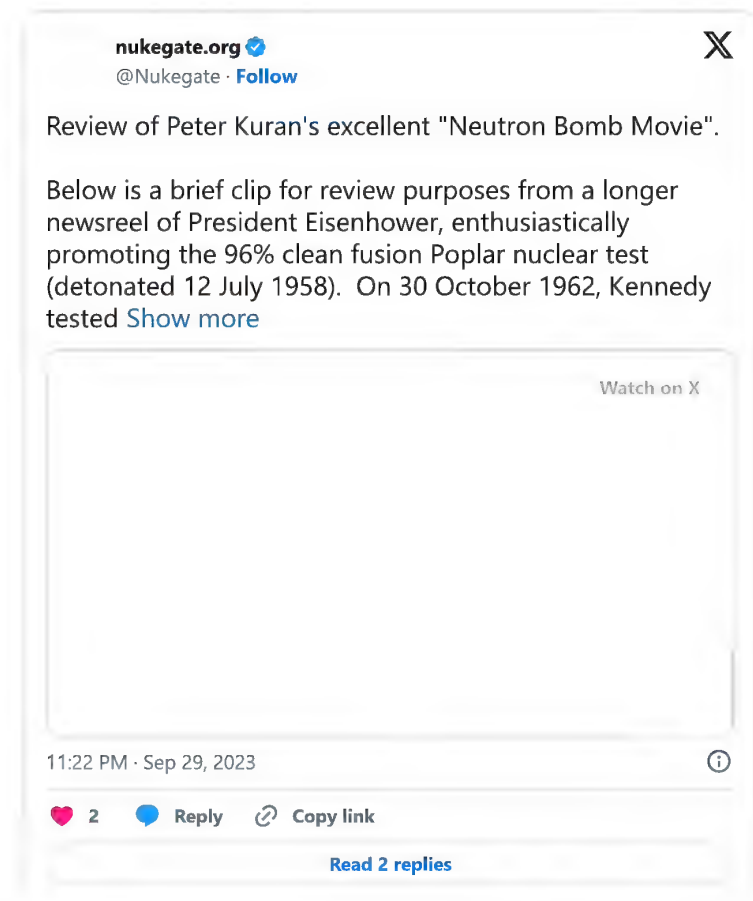 nukegate.org
@Nukegate · Follow
Review of Peter Kuran's excellent "Neutron Bomb Movie".
Below is a brief clip for review purposes from a longer
newsreel of President Eisenhower, enthusiastically
promoting the 96% clean fusion Poplar nuclear test
(detonated 12 July 1958).  On 30 October 1962, Kennedy
tested Show more
Watch on X
11:22 PM · Sep 29, 2023
2 Reply Copy link
Read 2 replies